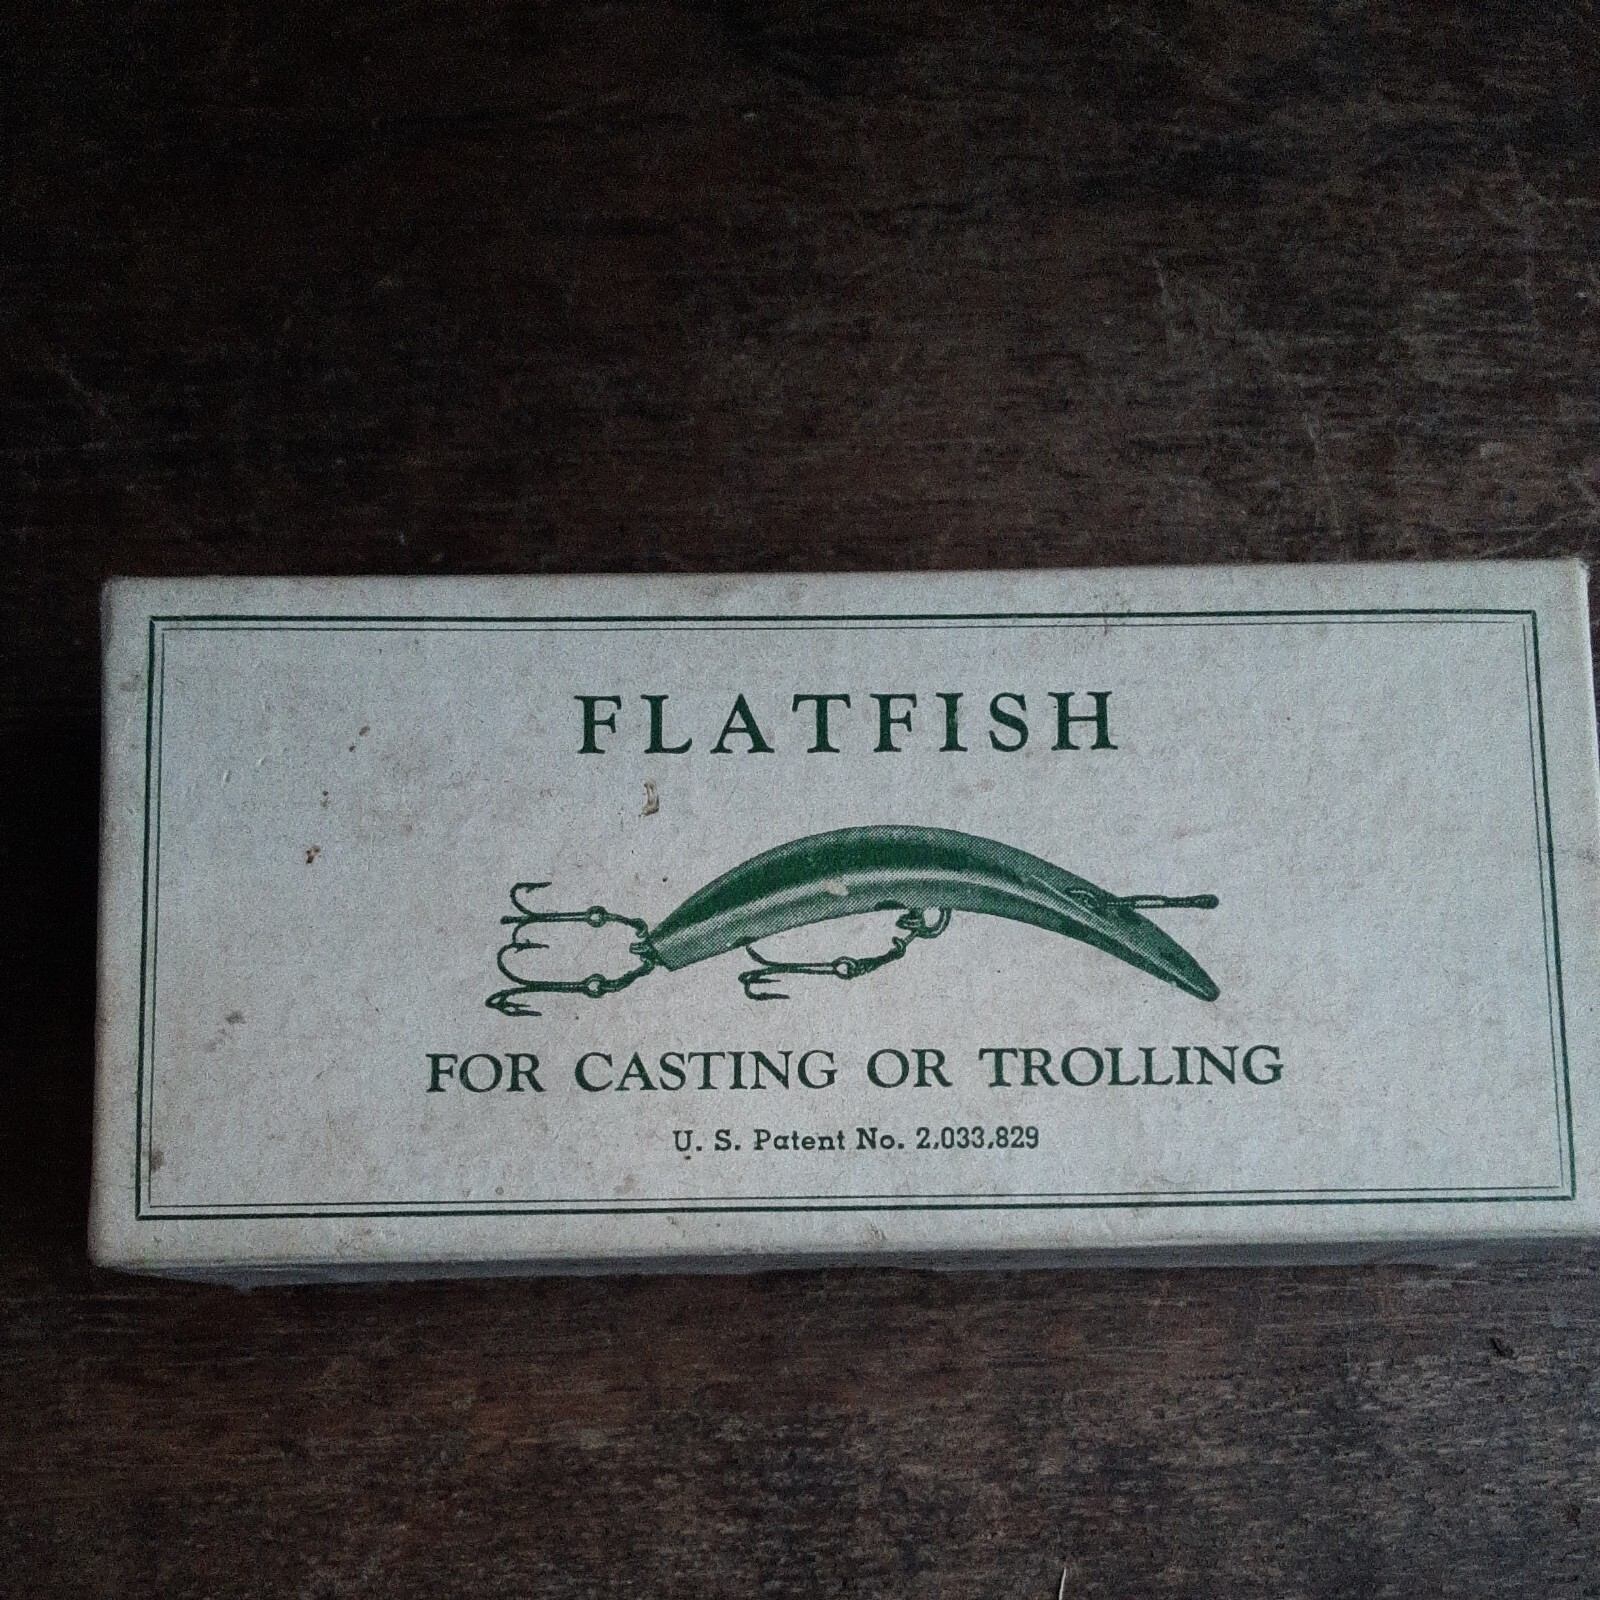 FLATFISH
FOR CASTING OR TROLLING
U. S. Patent No. 2,033,829